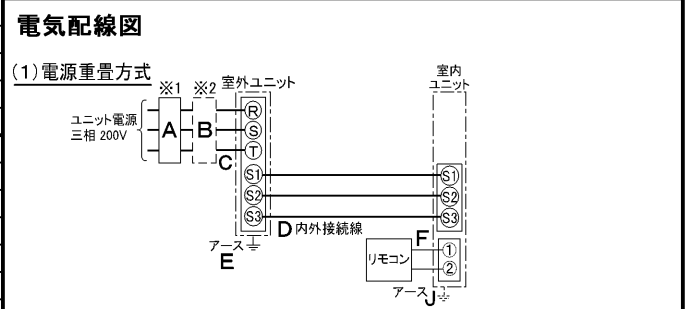 電気配線図
(1)電源重畳方式
※1 ※2 室外ユニット
室内
ユニット
ユニット電源
三相 200V
A
B
C
R
S
T
S1
S2
S3
S1
S2
S3
D 内外接続線
アース
E
リモコン
F
1
2
アース J